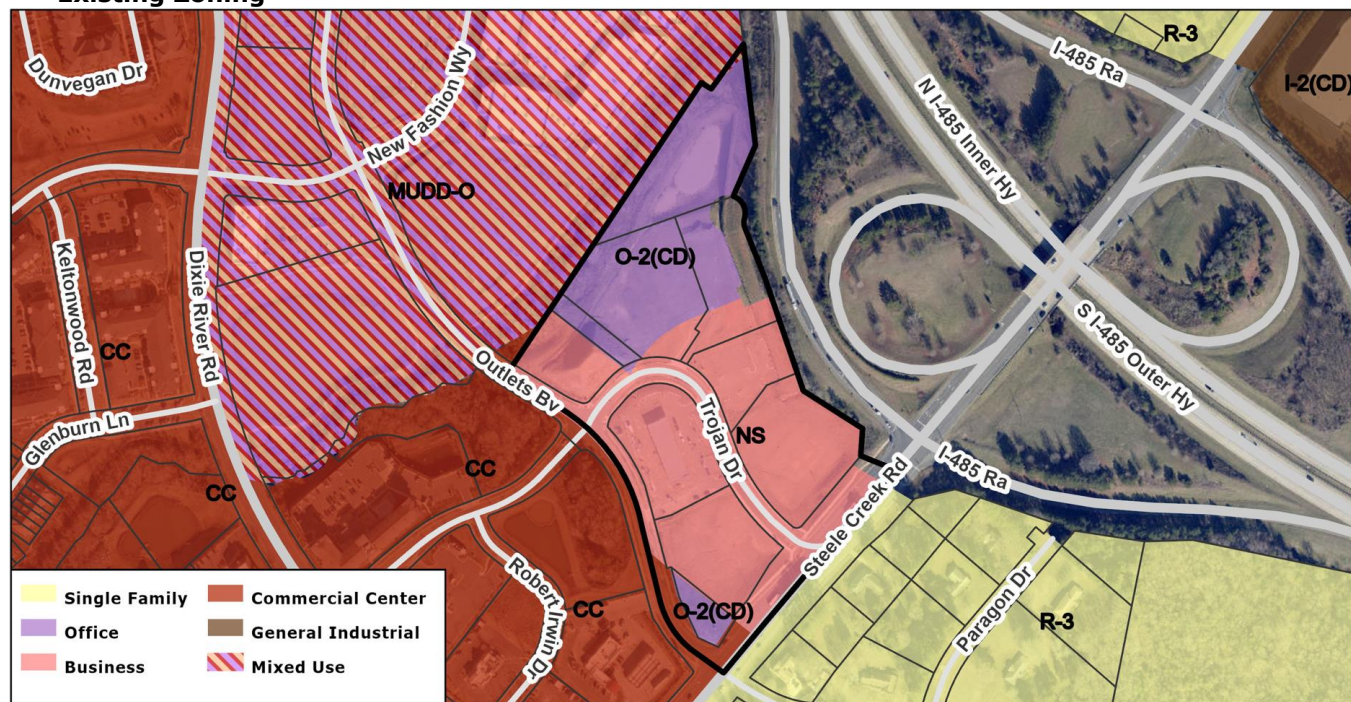 Existing Zoning
Dunvegan Dr
New Fashion Wy
R-3
I-485 Ra
I-2(CD)
N I-485 Inner Hy
MUDD-O
O-2(CD)
Keltonwood Rd
Dixie River Rd
S I-485 Outer Hy
CC
Outlets Bv
Trojan Dr
NS
Glenburn Ln
CC
CC
Steele Creek Rd
I-485 Ra
Robert Irwin Dr
CC
O-2(CD)
Paragon Dr
R-3
Single Family
Commercial Center
Office
General Industrial
Business
Mixed Use